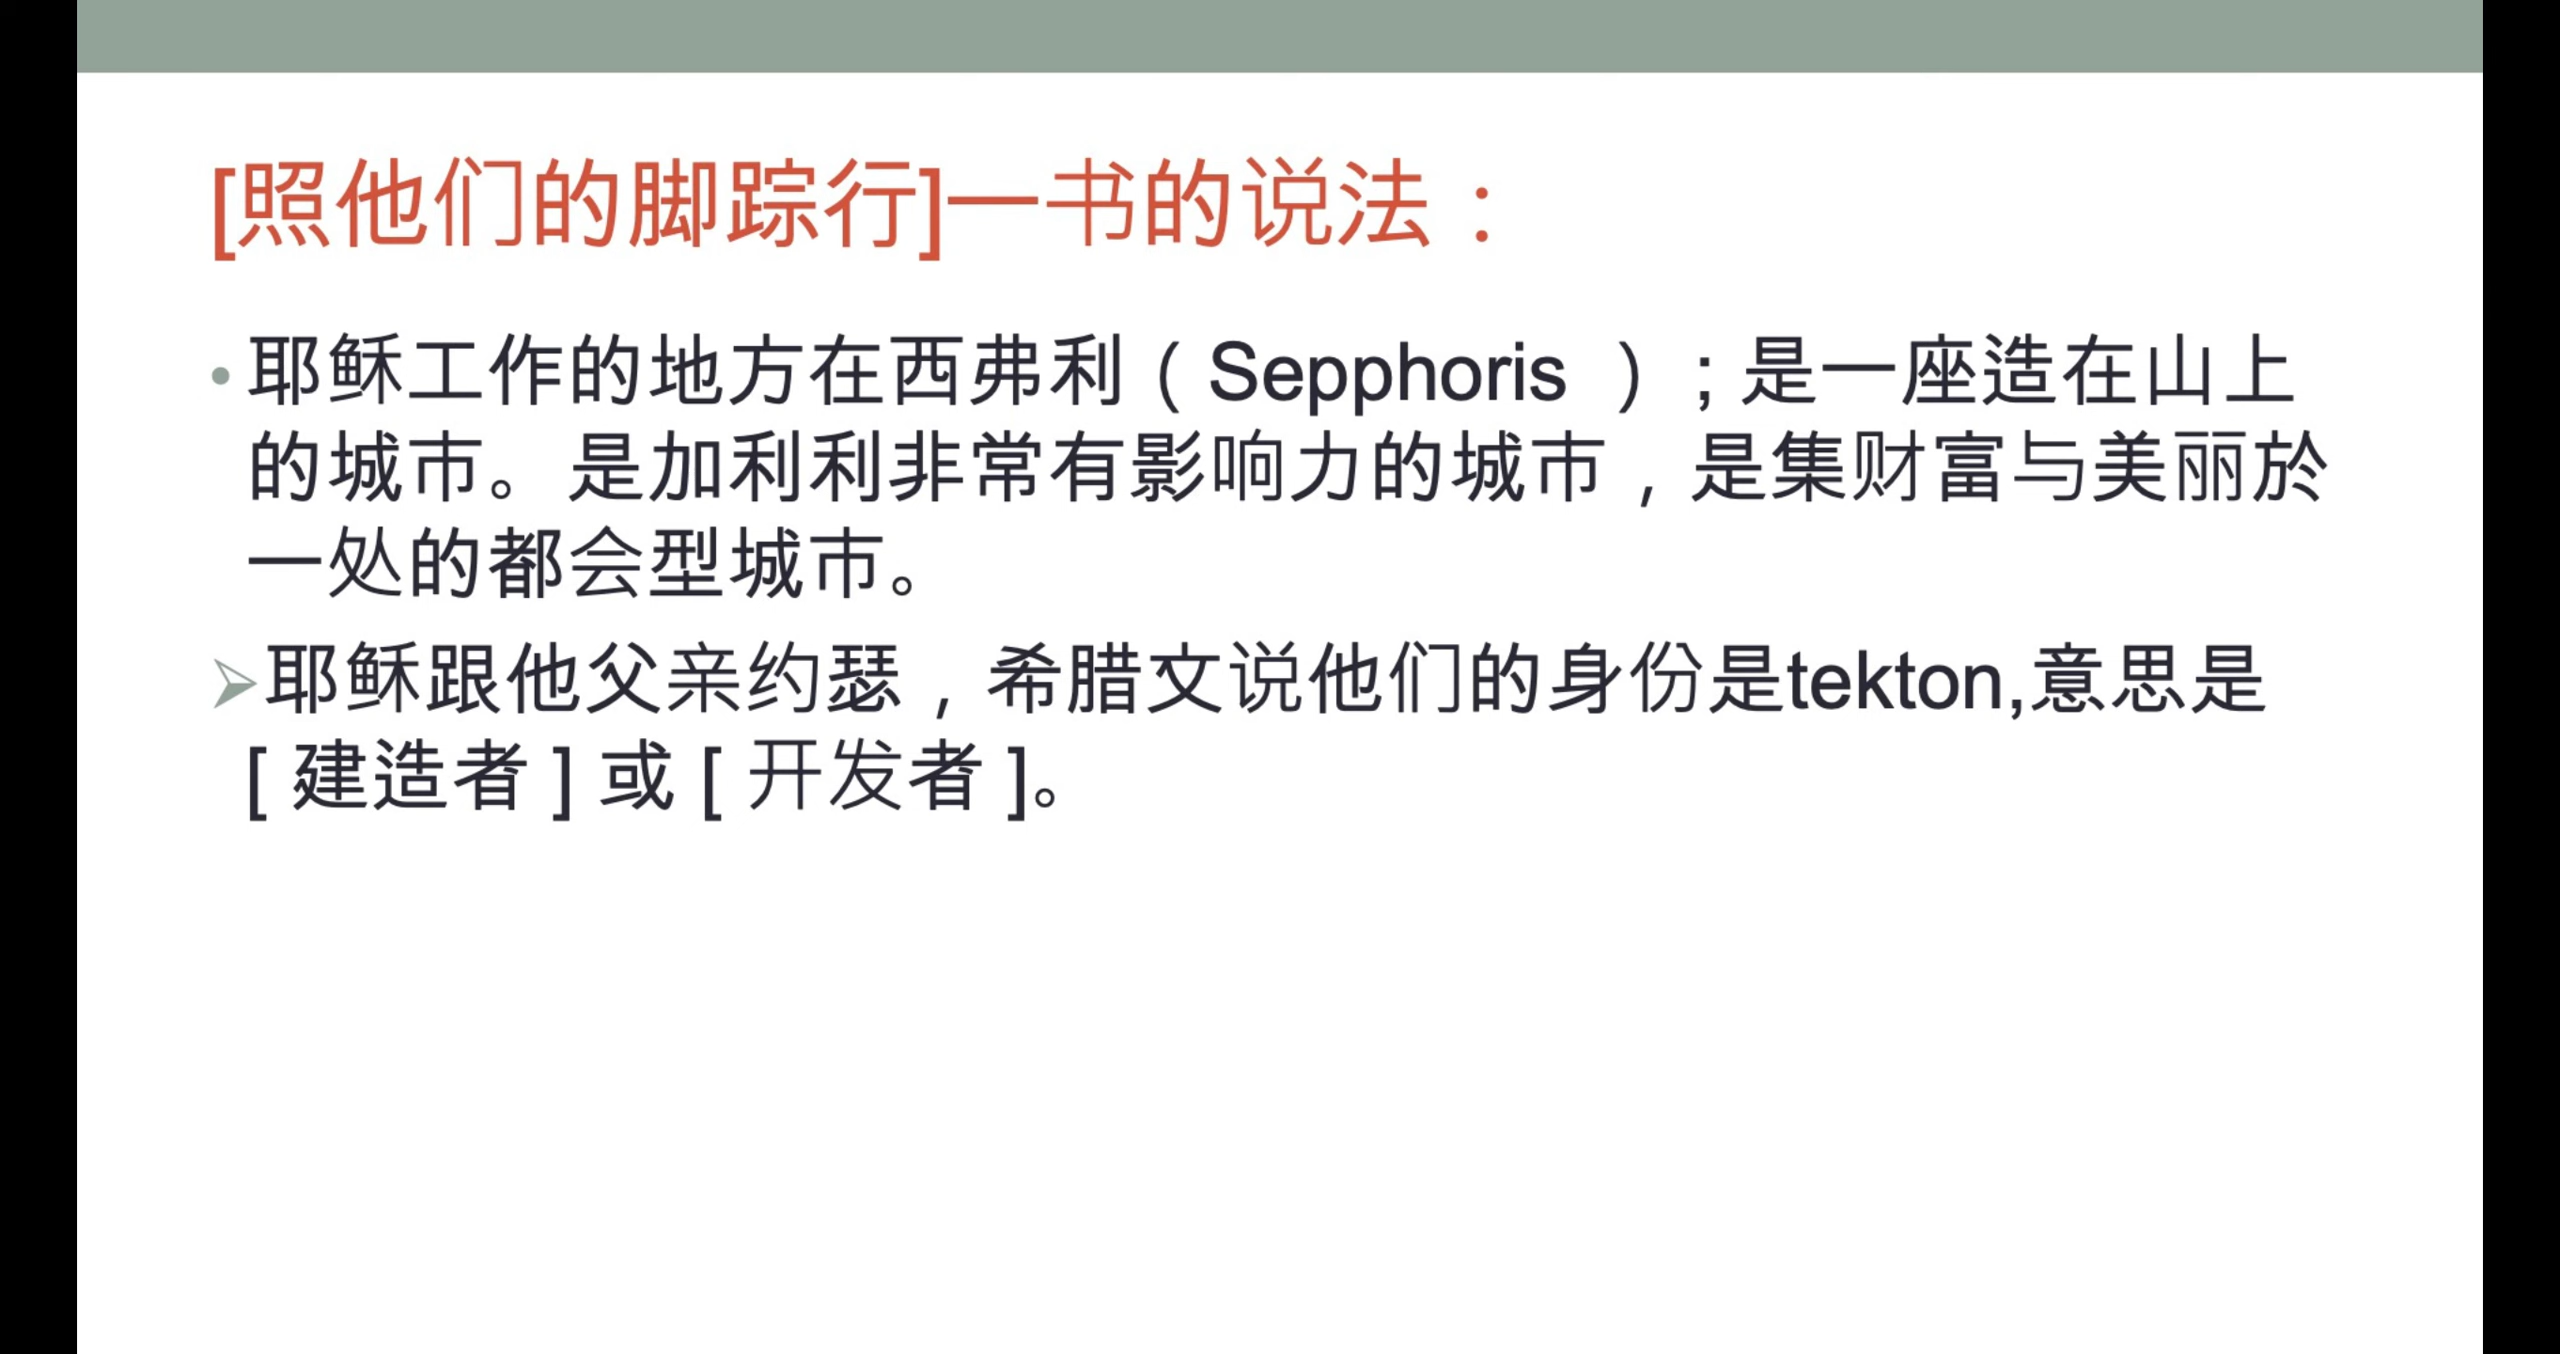 [照他们的脚踪行]一书的说法：
• 耶稣工作的地方在西弗利（Sepphoris ）；是一座造在山上
的城市。是加利利非常有影响力的城市，是集财富与美丽於
一处的都会型城市。
➢耶稣跟他父亲约瑟，希腊文说他们的身份是tekton,意思是
[ 建造者 ] 或 [ 开发者 ]。